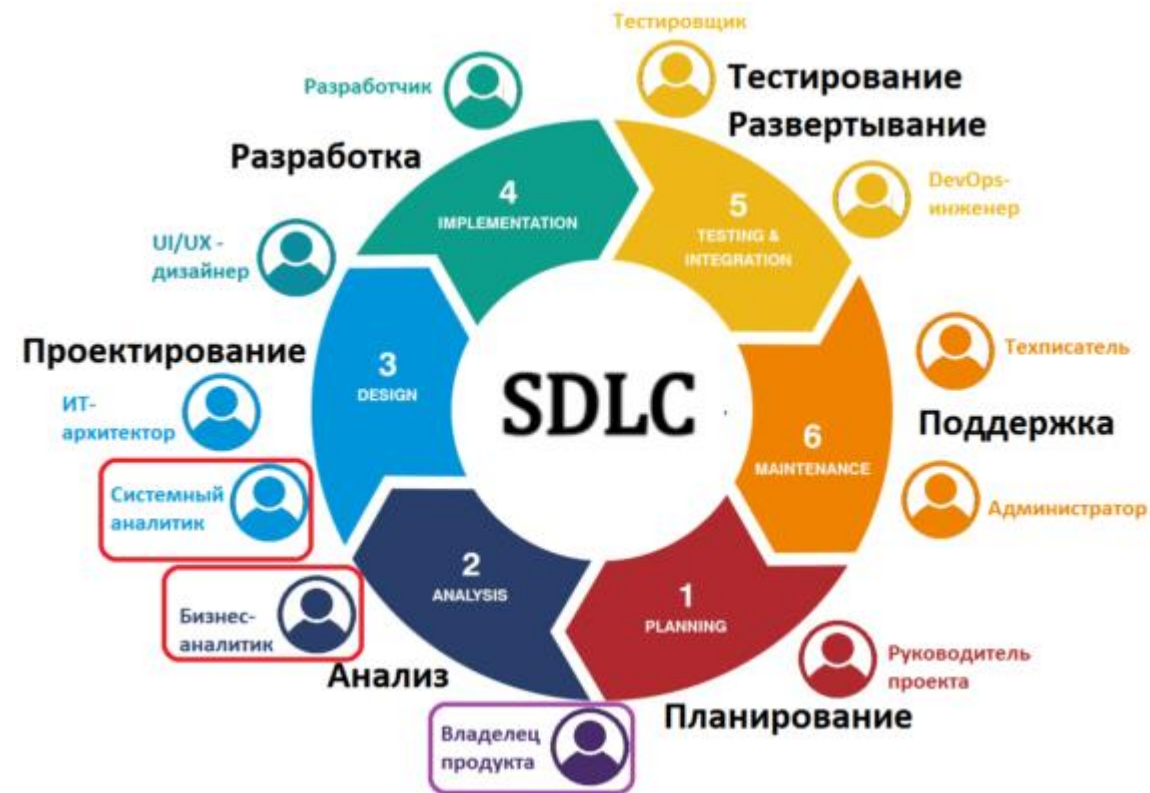 Тестировщик
Тестирование
Развертывание
Разработчик
Разработка
DevOps-
инженер
4
IMPLEMENTATION
5
TESTING &
INTEGRATION
UI/UX -
дизайнер
Проектирование
3
DESIGN
ИТ-
архитектор
SDLC
Техписатель
Поддержка
6
MAINTENANCE
Системный
аналитик
Администратор
2
ANALYSIS
1
PLANNING
Бизнес-
аналитик
Анализ
Руководитель
проекта
Планирование
Владелец
продукта